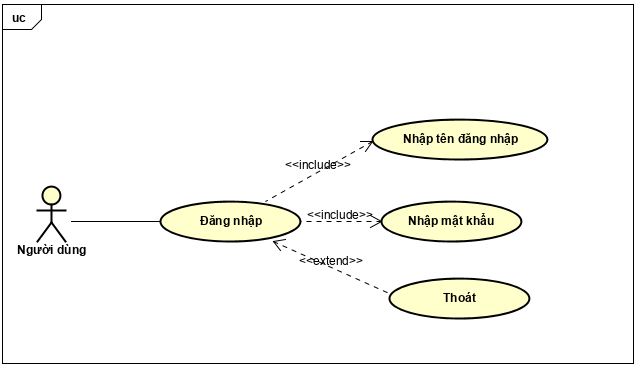 uc
Nhập tên đăng nhập
<<include>>
Đăng nhập
<<include>>
Nhập mật khẩu
Người dùng
<<extend>>
Thoát